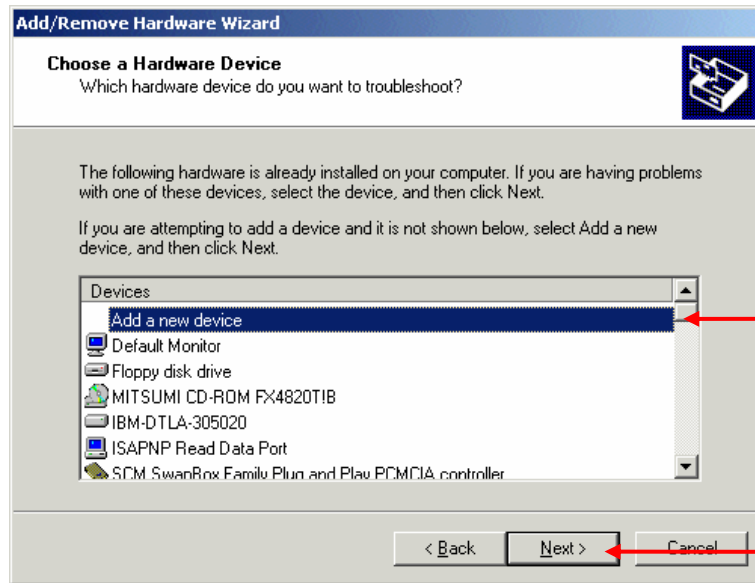 Add/Remove Hardware Wizard
Choose a Hardware Device
Which hardware device do you want to troubleshoot?
The following hardware is already installed on your computer. If you are having problems
with one of these devices, select the device, and then click Next.
If you are attempting to add a device and it is not shown below, select Add a new
device, and then click Next.
Devices
Add a new device
Default Monitor
Floppy disk drive
MITSUMI CD-ROM FX4820T!B
IBM-DTLA-305020
ISAPNP Read Data Port
SCM SwapBox Family Plug and Play PCMCIA controller
< Back
Next >
Cancel